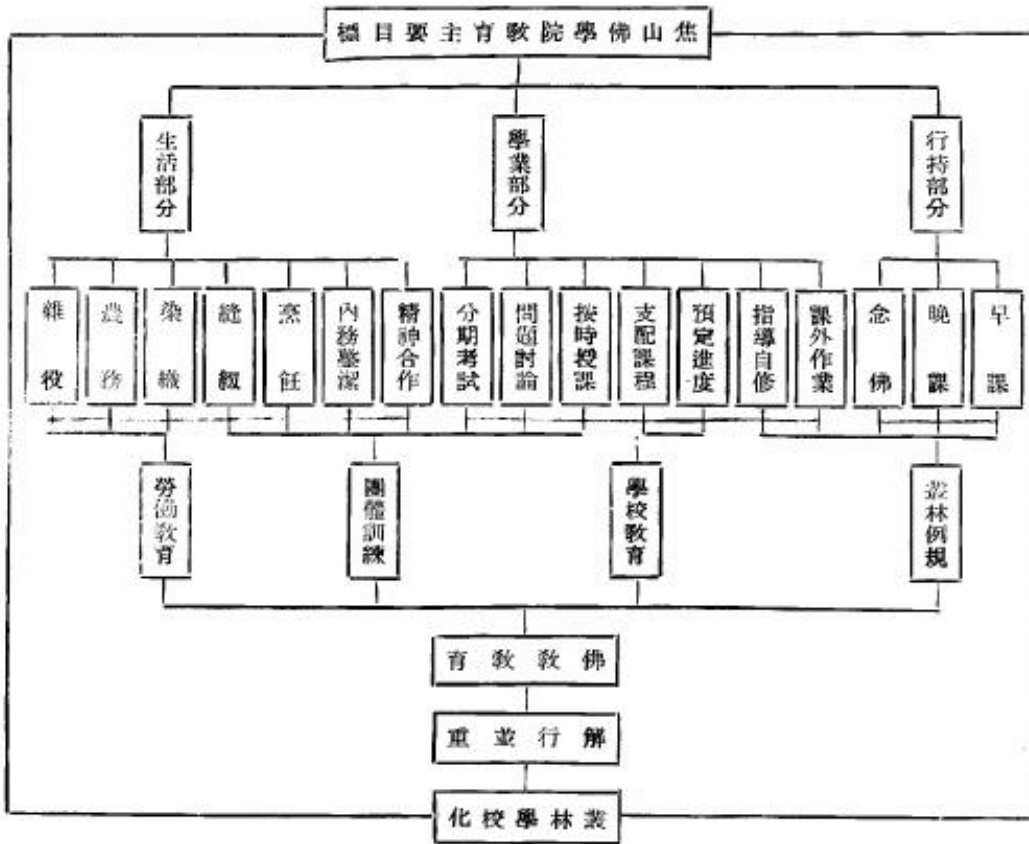 焦山佛學院教育主要目標
行持部分
學業部分
生活部分
早課
晚課
念佛
課外作業
指導自修
預定進度
支配課程
按時授課
問題討論
分期考試
精神合作
內務整潔
烹飪
縫紉
染織
農務
雜役
叢林例規
學校教育
團體訓練
勞働教育
佛教教育
解行並重
叢林學校化